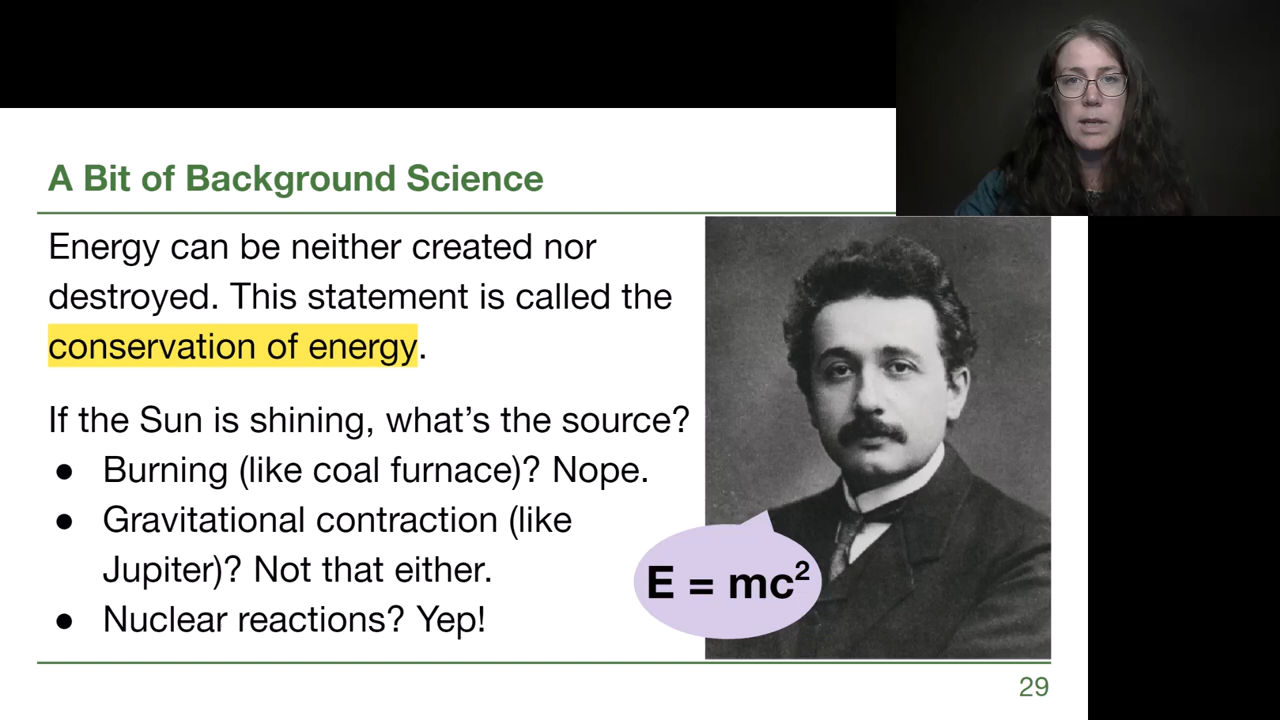 A Bit of Background Science
Energy can be neither created nor
destroyed. This statement is called the
conservation of energy.
If the Sun is shining, what’s the source?
● Burning (like coal furnace)? Nope.
● Gravitational contraction (like
Jupiter)? Not that either.
● Nuclear reactions? Yep!
E = mc²
29